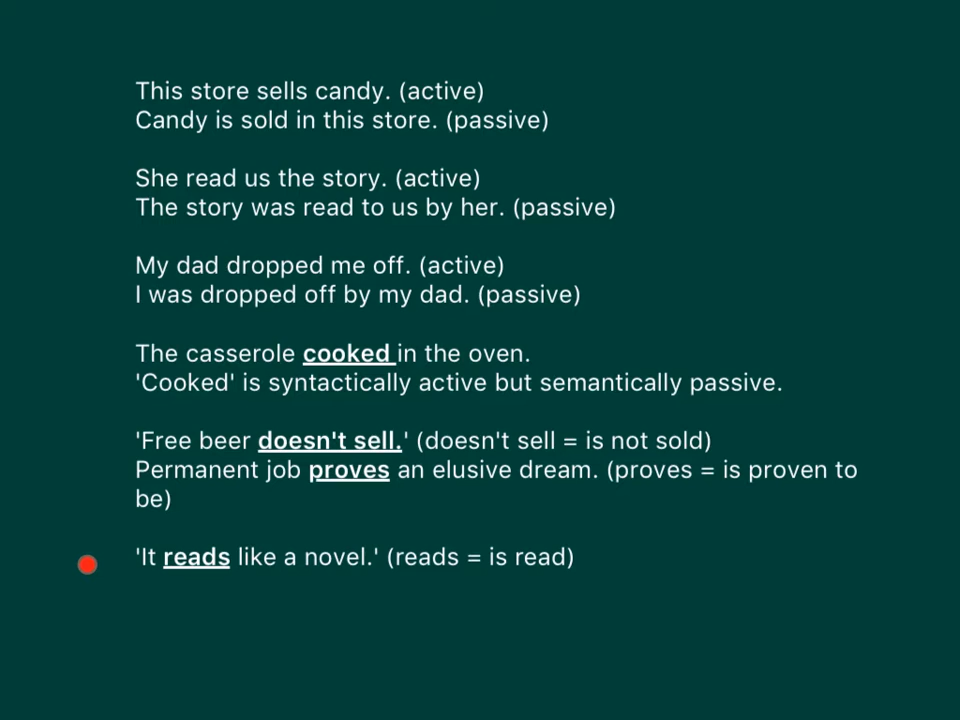 This store sells candy. (active)
Candy is sold in this store. (passive)
She read us the story. (active)
The story was read to us by her. (passive)
My dad dropped me off. (active)
I was dropped off by my dad. (passive)
The casserole cooked in the oven.
'Cooked' is syntactically active but semantically passive.
'Free beer doesn't sell.' (doesn't sell = is not sold)
Permanent job proves an elusive dream. (proves = is proven to
be)
'It reads like a novel.' (reads = is read)